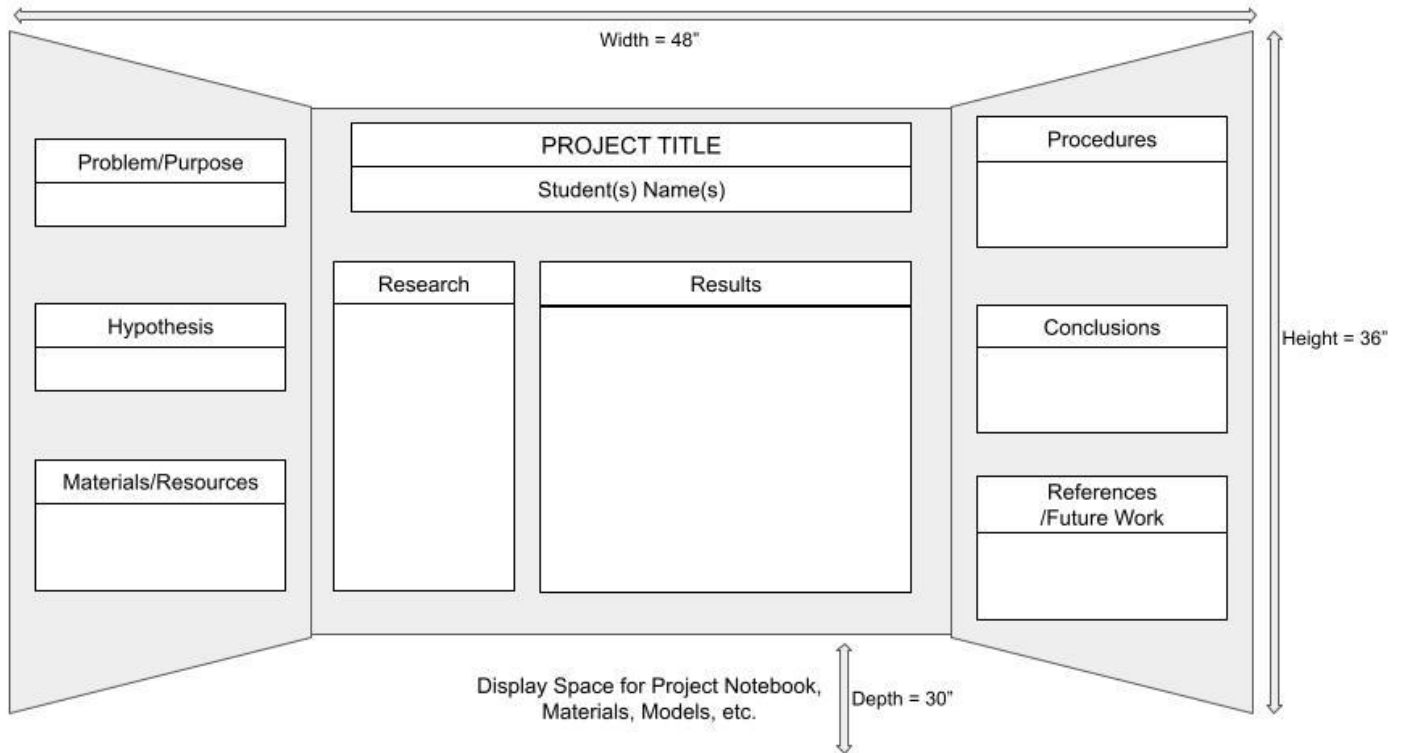 Width = 48”
Problem/Purpose
Hypothesis
Materials/Resources
PROJECT TITLE
Student(s) Name(s)
Research
Results
Procedures
Conclusions
References
/Future Work
Height = 36”
Display Space for Project Notebook,
Materials, Models, etc.
Depth = 30”